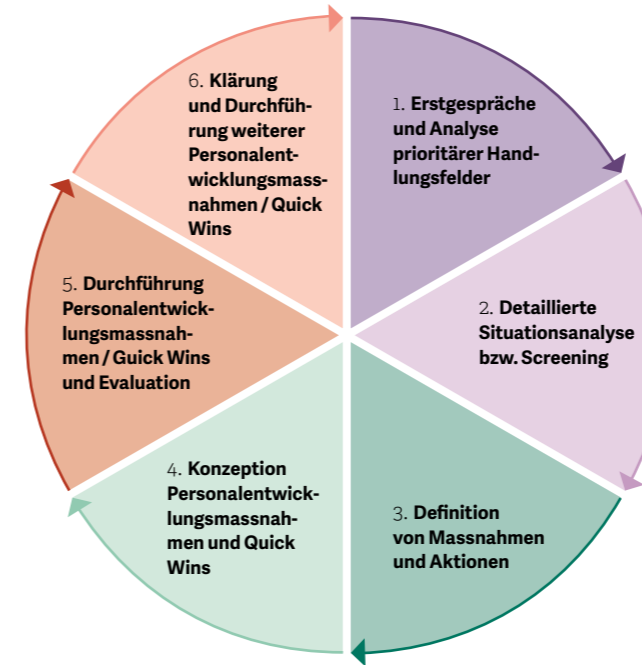 1. Erstgespräche
und Analyse
prioritärer Hand-
lungsfelder
2. Detaillierte
Situationsanalyse
bzw. Screening
3. Definition
von Massnahmen
und Aktionen
4. Konzeption
Personalentwick-
lungsmassnah-
men und Quick
Wins
5. Durchführung
Personalentwick-
lungsmassnah-
men / Guick Wins
und Evaluation
6. Klärung
und Durchfüh-
rung weiterer
Personalent-
wicklungsmass-
nahmen / Quick
Wins